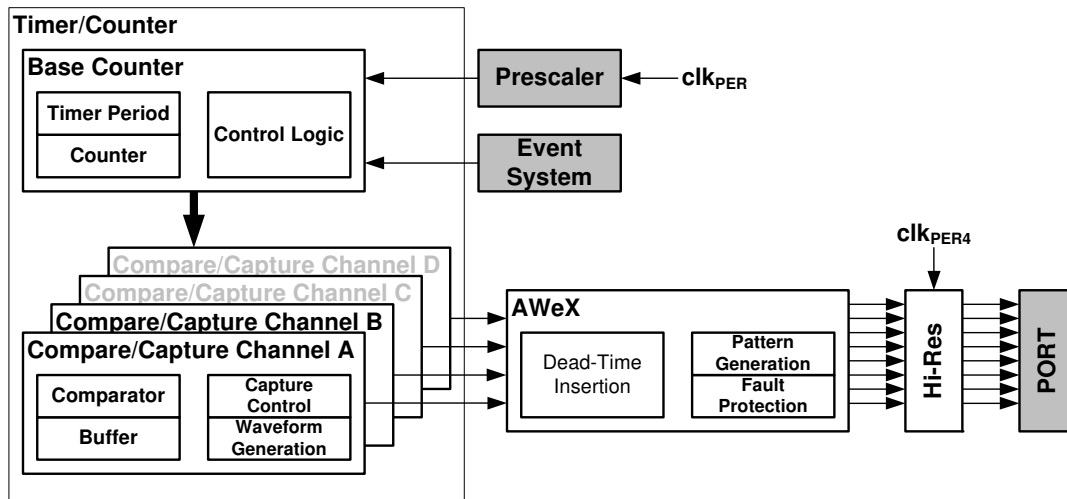 Timer/Counter
Base Counter
Timer Period
Counter
Control Logic
Prescaler
clkPER
Event
System
Compare/Capture Channel D
Compare/Capture Channel C
Compare/Capture Channel B
Compare/Capture Channel A
Comparator
Buffer
Capture
Control
Waveform
Generation
AWeX
Dead-Time
Insertion
Pattern
Generation
Fault
Protection
clkPER4
Hi-Res
PORT